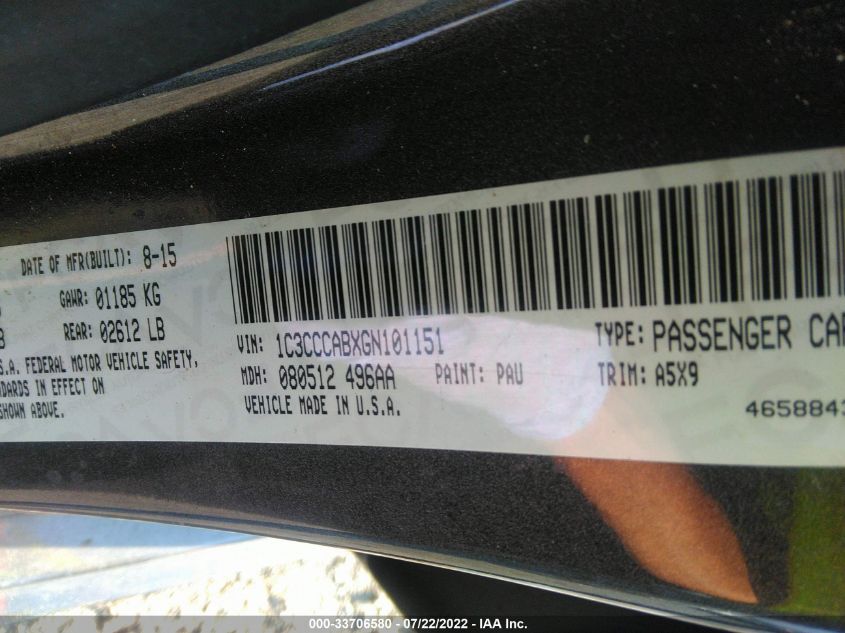 DATE OF MFR(BUILT): 8-15
GAWR: 01185 KG
REAR: 02612 LB
S.A. FEDERAL MOTOR VEHICLE SAFETY,
DARDS IN EFFECT ON
SHOWN ABOVE.
VIN: 1C3CCCABXGN101151
TYPE: PASSENGER CAR
MDH: 080512 496AA
PAINT: PAU
TRIM: A5X9
VEHICLE MADE IN U.S.A.
4658843
000-33706580 - 07/22/2022 - IAA Inc.